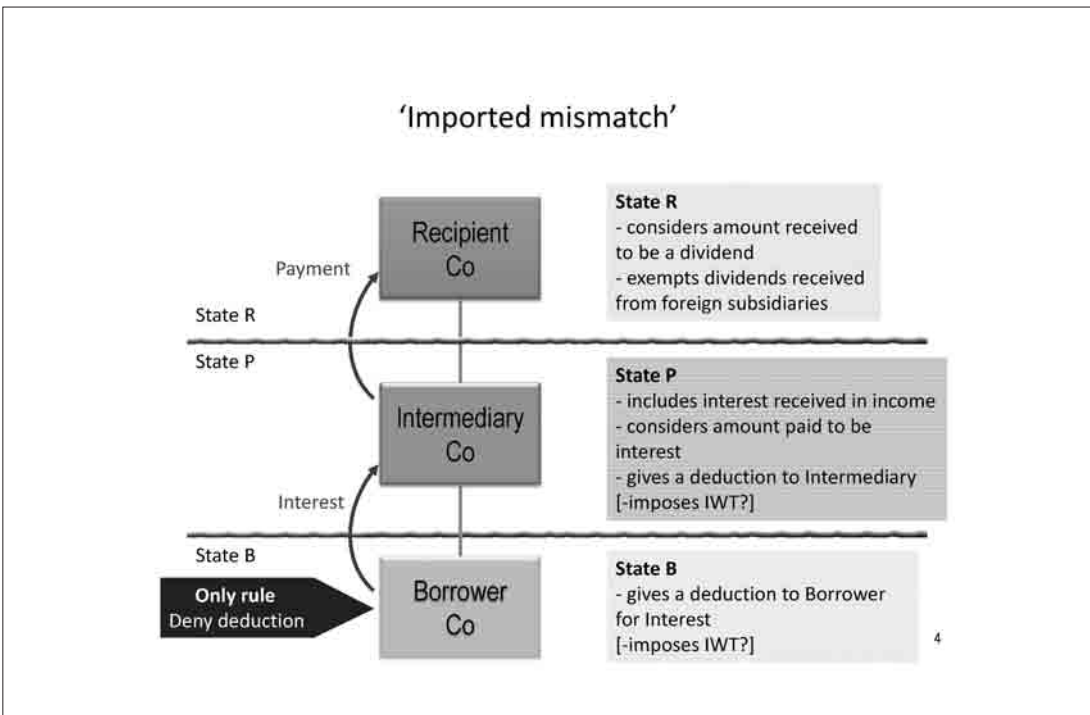 ‘Imported mismatch’
Recipient
Co
Payment
State R
- considers amount received
to be a dividend
- exempts dividends received
from foreign subsidiaries
State R
State P
Intermediary
Co
Interest
State P
- includes interest received in income
- considers amount paid to be
interest
- gives a deduction to Intermediary
[-imposes IWT?]
State B
Only rule
Deny deduction
Borrower
Co
State B
- gives a deduction to Borrower
for Interest
[-imposes IWT?]
4